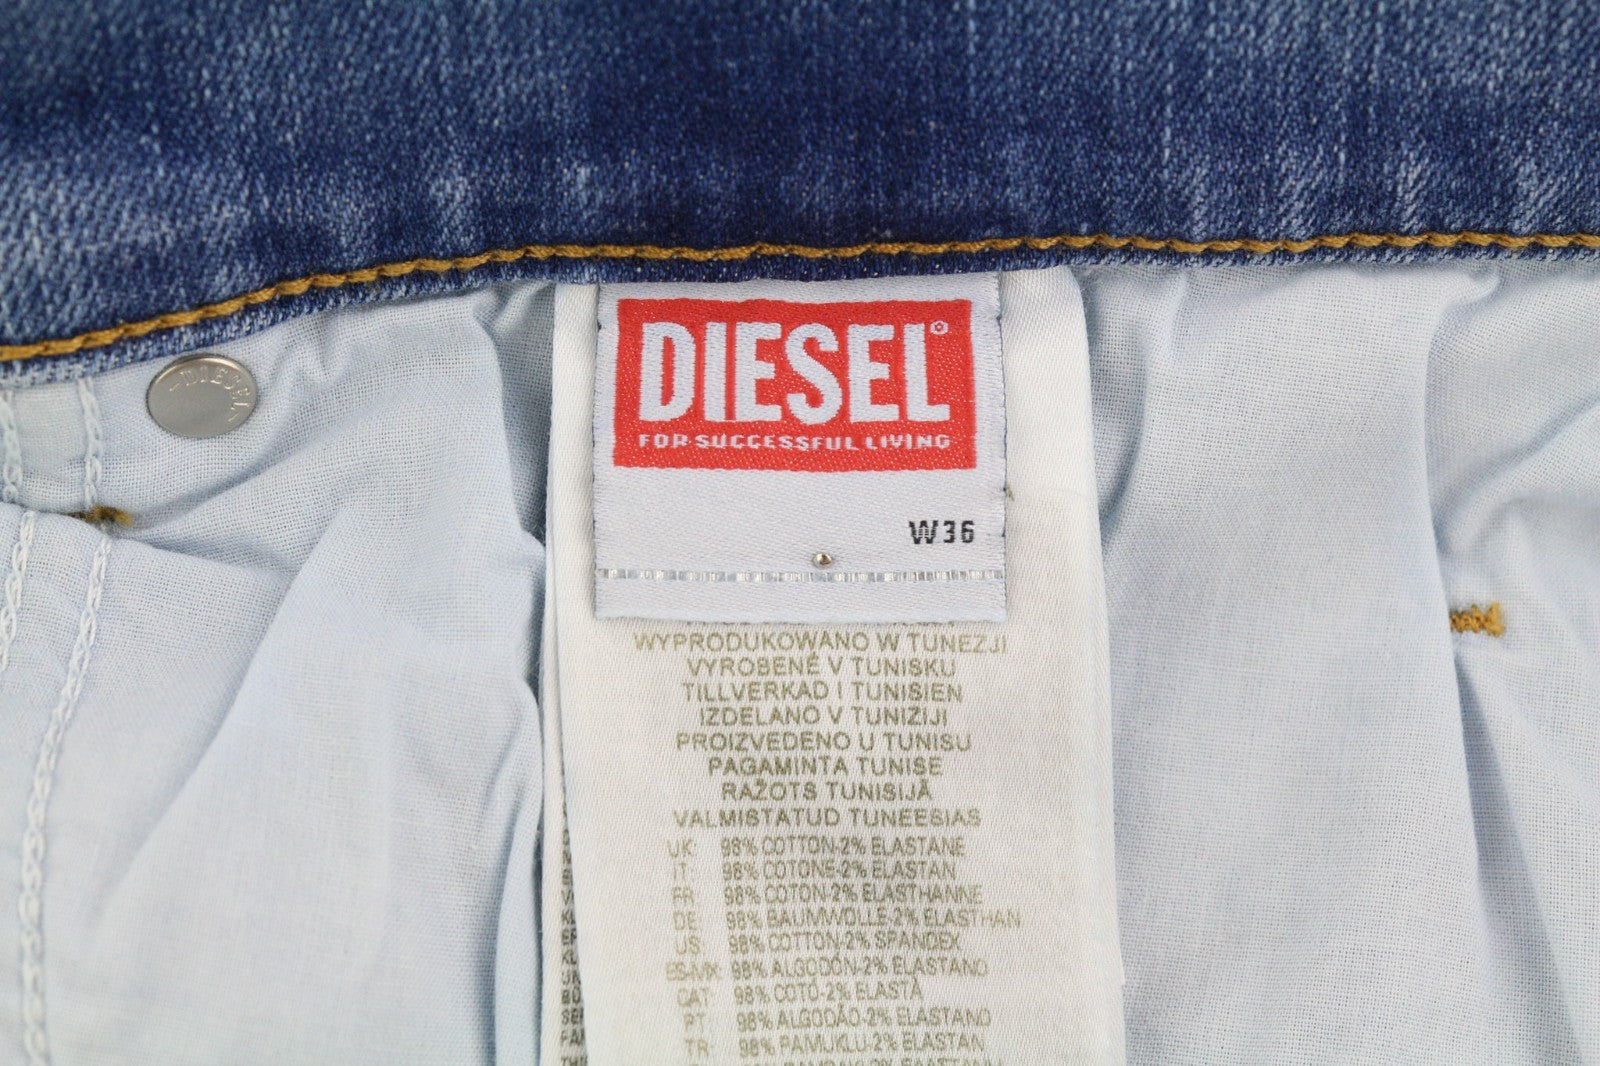 DIESEL
DIESEL
FOR SUCCESSFUL LIVING
W36
WYPRODUKOWANO W TUNEZJI
VYROBENÉ V TUNISKU
TILLVERKAD I TUNISIEN
IZDELANO V TUNIZIJI
PROIZVEDENO U TUNISU
PAGAMINTA TUNISE
RAŽOTS TUNISIJĀ
VALMISTATUD TUNEESIAS
UK: 98% COTTON-2% ELASTANE
IT: 98% COTONE-2% ELASTAN
FR: 98% COTON-2% ELASTHANNE
DE: 98% BAUMWOLLE-2% ELASTHAN
US: 98% COTTON-2% SPANDEX
ES-MX: 98% ALGODÓN-2% ELASTANO
CAT: 98% COTÓ-2% ELASTÀ
PT: 98% ALGODÃO-2% ELASTANO
TR: 98% PAMUKLU-2% ELASTAN